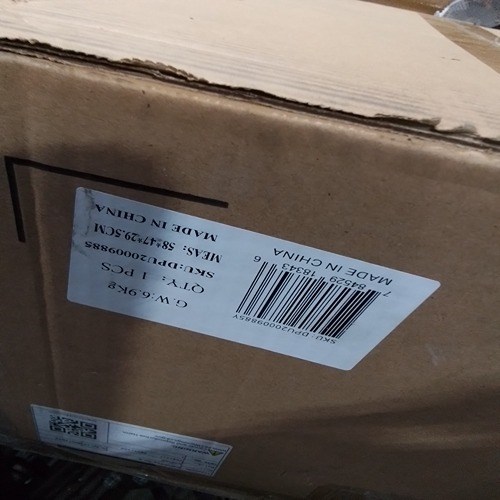 G.W:6.9Kg
QTY: 1 PCS
SKU:DPU20009885
MEAS: 58*47*29.5CM
MADE IN CHINA
SKU: DPU20009885Y
7 84529 18343 6
MADE IN CHINA